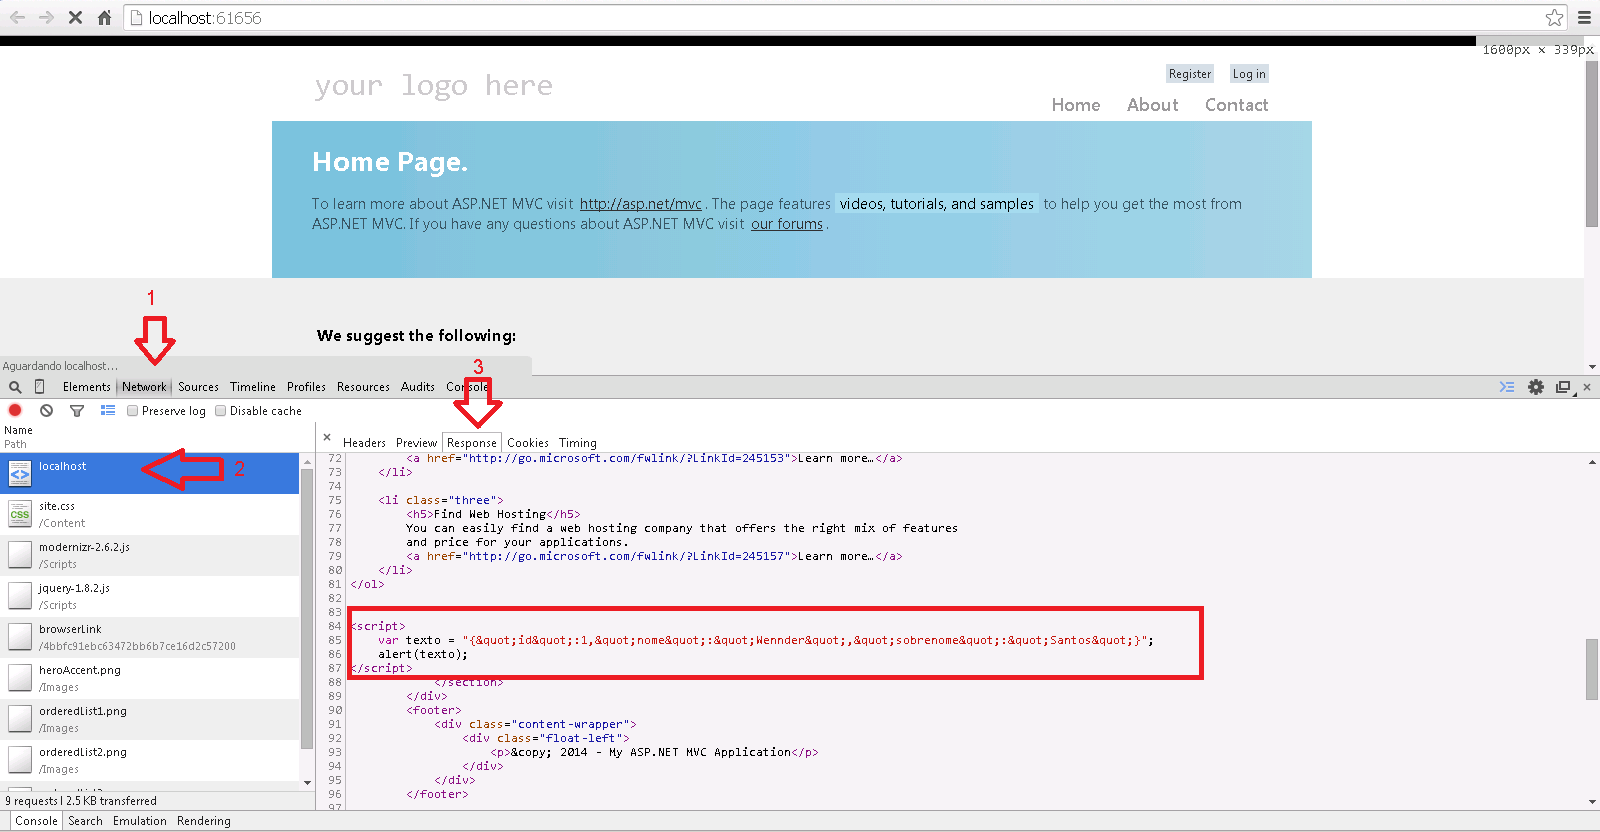 localhost:61656
1600px × 339px
your logo here
Register Log in
Home About Contact
Home Page.
To learn more about ASP.NET MVC visit http://asp.net/mvc . The page features videos, tutorials, and samples to help you get the most from
ASP.NET MVC. If you have any questions about ASP.NET MVC visit our forums .
1
We suggest the following:
Aguardando localhost...
3
Elements Network Sources Timeline Profiles Resources Audits Console
Preserve log Disable cache
Name
Path
Headers Preview Response Cookies Timing
localhost
2
site.css
/Content
modernizr-2.6.2.js
/Scripts
jquery-1.8.2.js
/Scripts
browserLink
/4bbfc91ebc63472bb6b7ce16d2c57200
heroAccent.png
/Images
orderedList1.png
/Images
orderedList2.png
/Images
9 requests | 2.5 KB transferred
72 <a href="http://go.microsoft.com/fwlink/?LinkId=245153">Learn more…</a>
73 </li>
74
75 <li class="three">
76 <h5>Find Web Hosting</h5>
77 You can easily find a web hosting company that offers the right mix of features
78 and price for your applications.
79 <a href="http://go.microsoft.com/fwlink/?LinkId=245157">Learn more…</a>
80 </li>
81 </ol>
82
83
84 <script>
85 var texto = "{&quot;id&quot;:1,&quot;nome&quot;:&quot;Wennder&quot;,&quot;sobrenome&quot;:&quot;Santos&quot;}";
86 alert(texto);
87 </script>
88 </section>
89 </div>
90 <footer>
91 <div class="content-wrapper">
92 <div class="float-left">
93 <p>&copy; 2014 - My ASP.NET MVC Application</p>
94 </div>
95 </div>
96 </footer>
97
Console Search Emulation Rendering